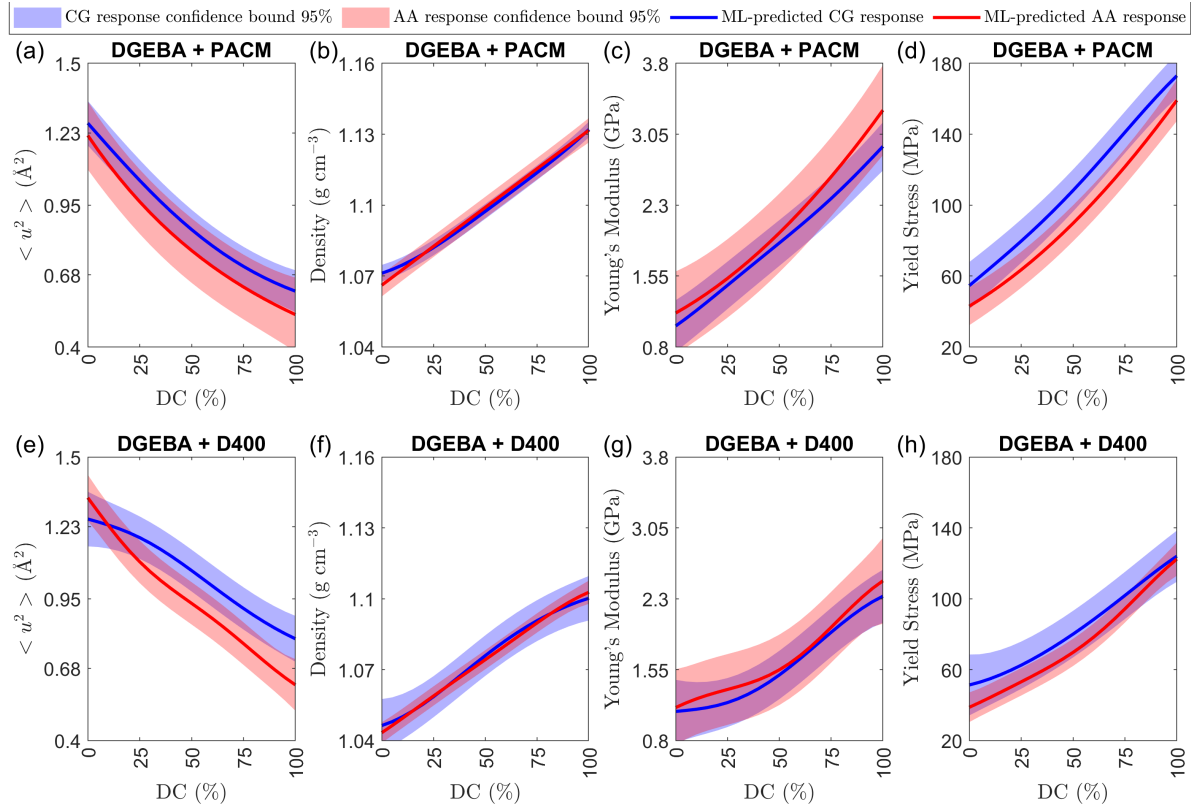 CG response confidence bound 95% AA response confidence bound 95% ML-predicted CG response ML-predicted AA response
(a) DGEBA + PACM (b) DGEBA + PACM (c) DGEBA + PACM (d) DGEBA + PACM
< u² > (Å²)
1.5
1.23
0.95
0.68
0.4
0 25 50 75 100
DC (%)
Density (g cm⁻³)
1.16
1.13
1.1
1.07
1.04
0 25 50 75 100
DC (%)
Young's Modulus (GPa)
3.8
3.05
2.3
1.55
0.8
0 25 50 75 100
DC (%)
Yield Stress (MPa)
180
140
100
60
20
0 25 50 75 100
DC (%)
(e) DGEBA + D400 (f) DGEBA + D400 (g) DGEBA + D400 (h) DGEBA + D400
< u² > (Å²)
1.5
1.23
0.95
0.68
0.4
0 25 50 75 100
DC (%)
Density (g cm⁻³)
1.16
1.13
1.1
1.07
1.04
0 25 50 75 100
DC (%)
Young's Modulus (GPa)
3.8
3.05
2.3
1.55
0.8
0 25 50 75 100
DC (%)
Yield Stress (MPa)
180
140
100
60
20
0 25 50 75 100
DC (%)